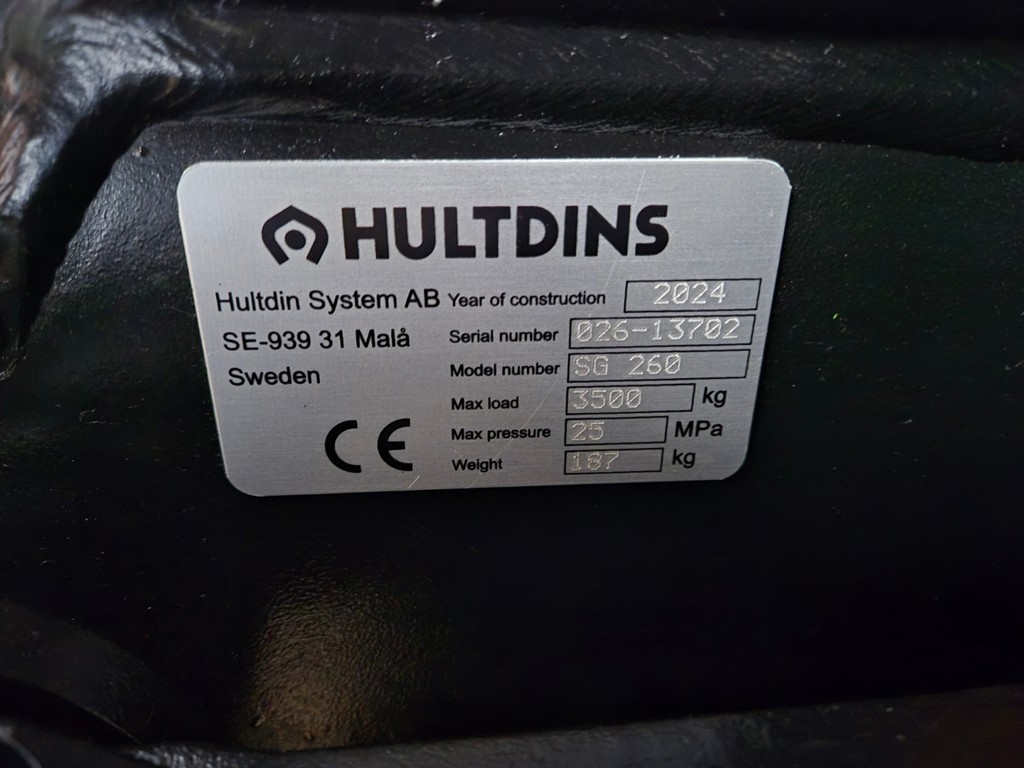 HULTDINS
Hultdin System AB
SE-939 31 Malå
Sweden
CE
Year of construction 2024
Serial number 026-13702
Model number SG 260
Max load 3500 kg
Max pressure 25 MPa
Weight 187 kg